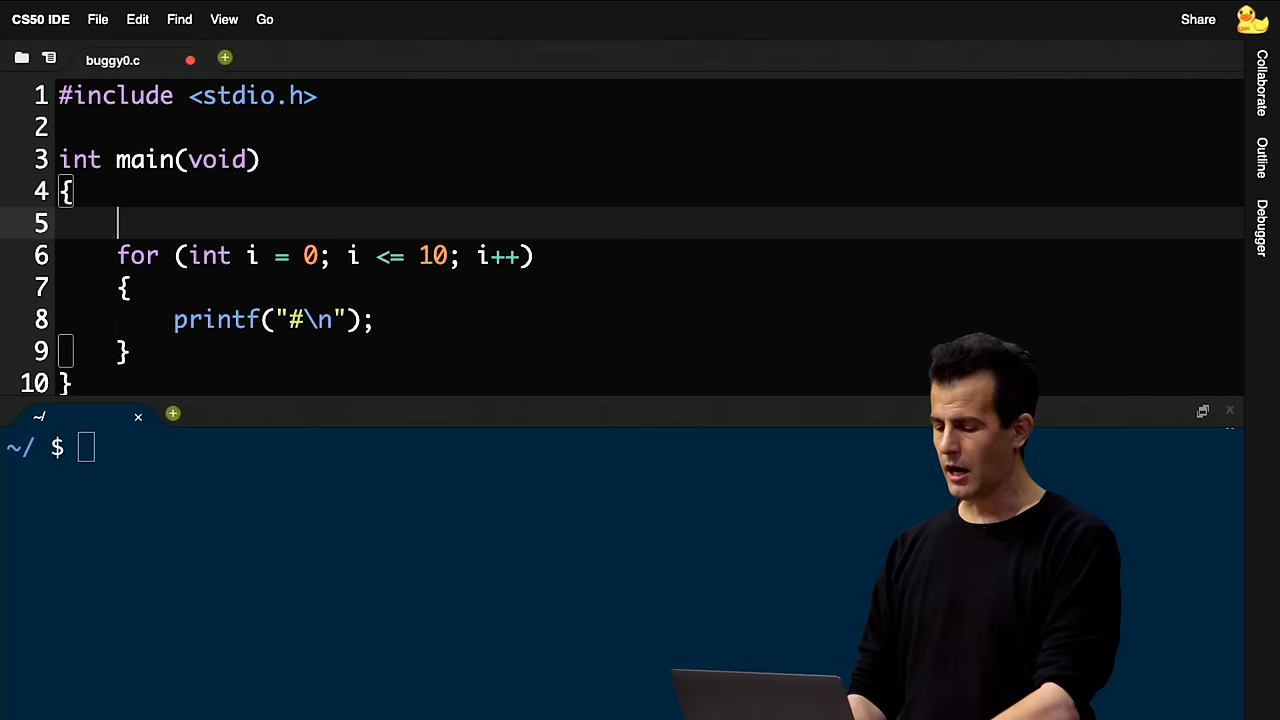 CS50 IDE File Edit Find View Go Share
buggy0.c
1 #include <stdio.h>
2
3 int main(void)
4 {
5
6 for (int i = 0; i <= 10; i++)
7 {
8 printf("#\n");
9 }
10 }
~/
~/ $
Collaborate
Outline
Debugger